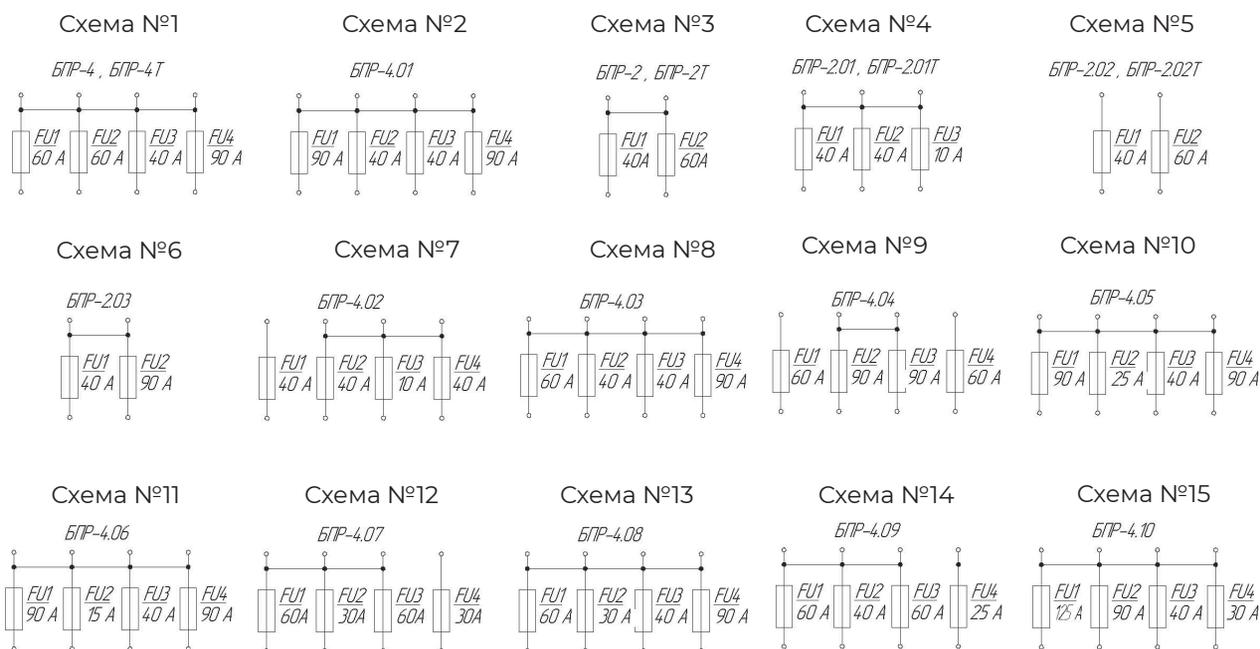 Схема №1
Схема №2
Схема №3
Схема №4
Схема №5
БПР-4 , БПР-4Т
БПР-4.01
БПР-2 , БПР-2Т
БПР-2.01, БПР-2.01Т
БПР-2.02 , БПР-2.02Т
FU1 FU2 FU3 FU4
60 А 60 А 40 А 90 А
FU1 FU2 FU3 FU4
90 А 40 А 40 А 90 А
FU1 FU2
40А 60А
FU1 FU2 FU3
40 А 40 А 10 А
FU1 FU2
40 А 60 А
Схема №6
Схема №7
Схема №8
Схема №9
Схема №10
БПР-2.03
БПР-4.02
БПР-4.03
БПР-4.04
БПР-4.05
FU1 FU2
40 А 90 А
FU1 FU2 FU3 FU4
40 А 40 А 10 А 40 А
FU1 FU2 FU3 FU4
60 А 40 А 40 А 90 А
FU1 FU2 FU3 FU4
60 А 90 А 90 А 60 А
FU1 FU2 FU3 FU4
90 А 25 А 40 А 90 А
Схема №11
Схема №12
Схема №13
Схема №14
Схема №15
БПР-4.06
БПР-4.07
БПР-4.08
БПР-4.09
БПР-4.10
FU1 FU2 FU3 FU4
90 А 15 А 40 А 90 А
FU1 FU2 FU3 FU4
60А 30А 60А 30А
FU1 FU2 FU3 FU4
60 А 30 А 40 А 90 А
FU1 FU2 FU3 FU4
60 А 40 А 60 А 25 А
FU1 FU2 FU3 FU4
125 А 90 А 40 А 30 А